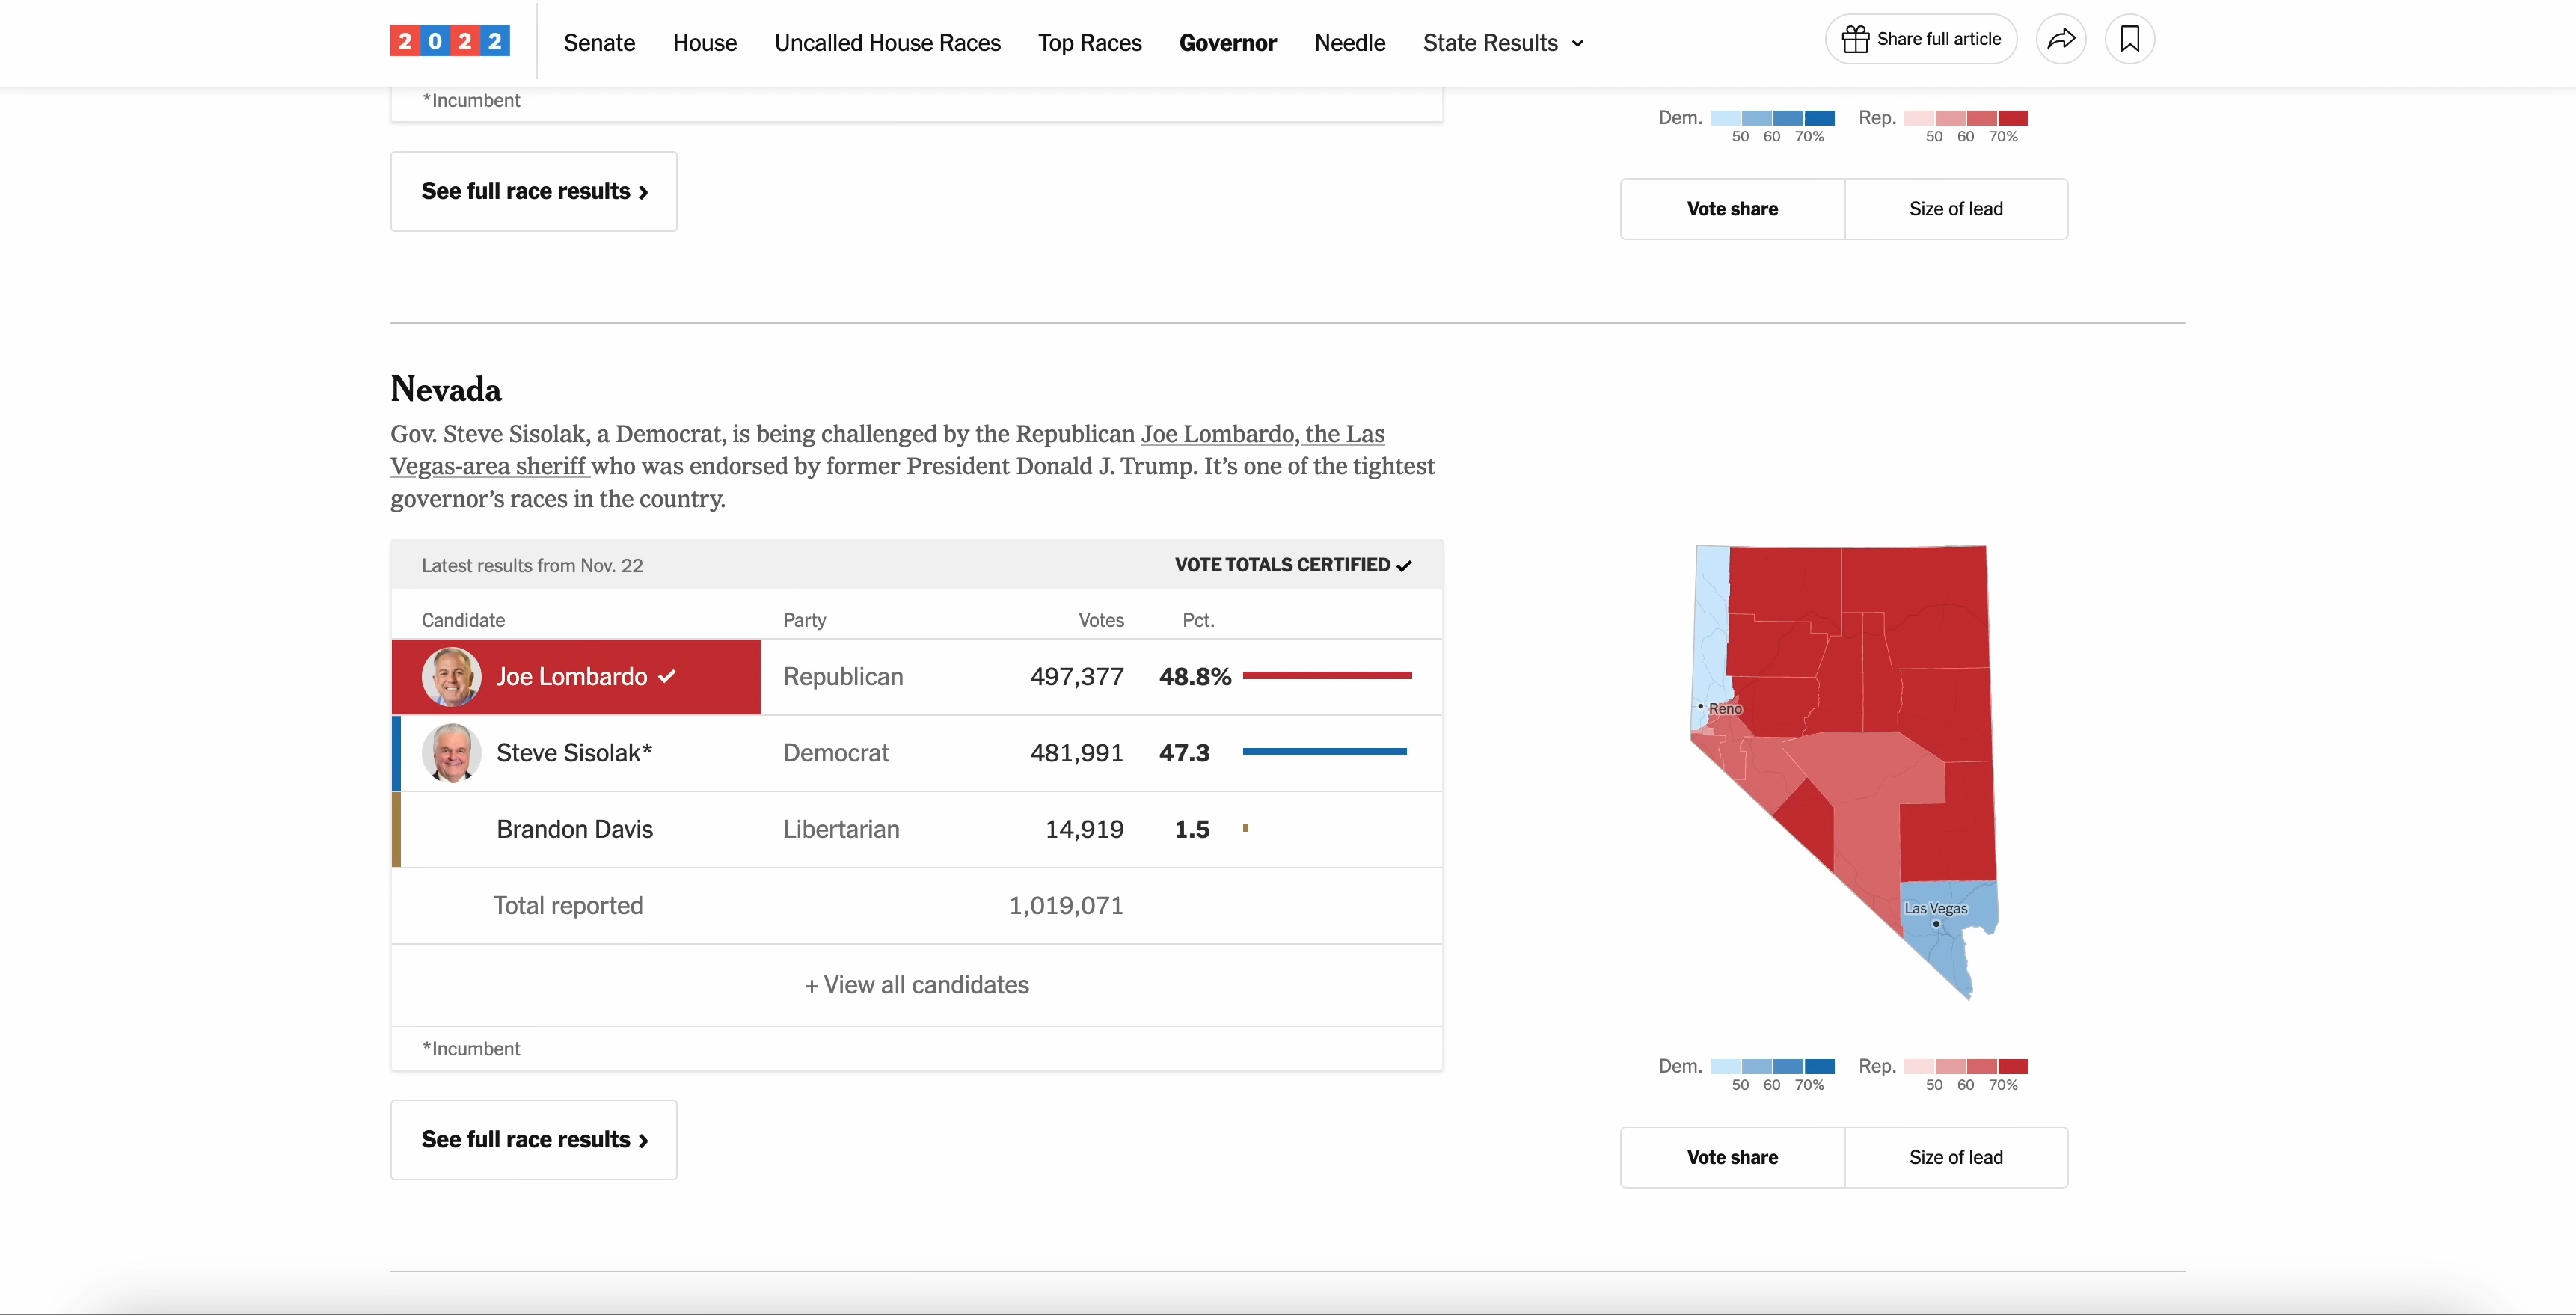 2022
Senate House Uncalled House Races Top Races Governor Needle State Results
Share full article
*Incumbent
See full race results ›
Dem. 50 60 70% Rep. 50 60 70%
Vote share Size of lead
Nevada
Gov. Steve Sisolak, a Democrat, is being challenged by the Republican Joe Lombardo, the Las
Vegas-area sheriff who was endorsed by former President Donald J. Trump. It’s one of the tightest
governor’s races in the country.
Latest results from Nov. 22 VOTE TOTALS CERTIFIED ✓
Candidate Party Votes Pct.
Joe Lombardo ✓ Republican 497,377 48.8%
Steve Sisolak* Democrat 481,991 47.3
Brandon Davis Libertarian 14,919 1.5
Total reported 1,019,071
+ View all candidates
*Incumbent
See full race results ›
Reno
Las Vegas
Dem. 50 60 70% Rep. 50 60 70%
Vote share Size of lead